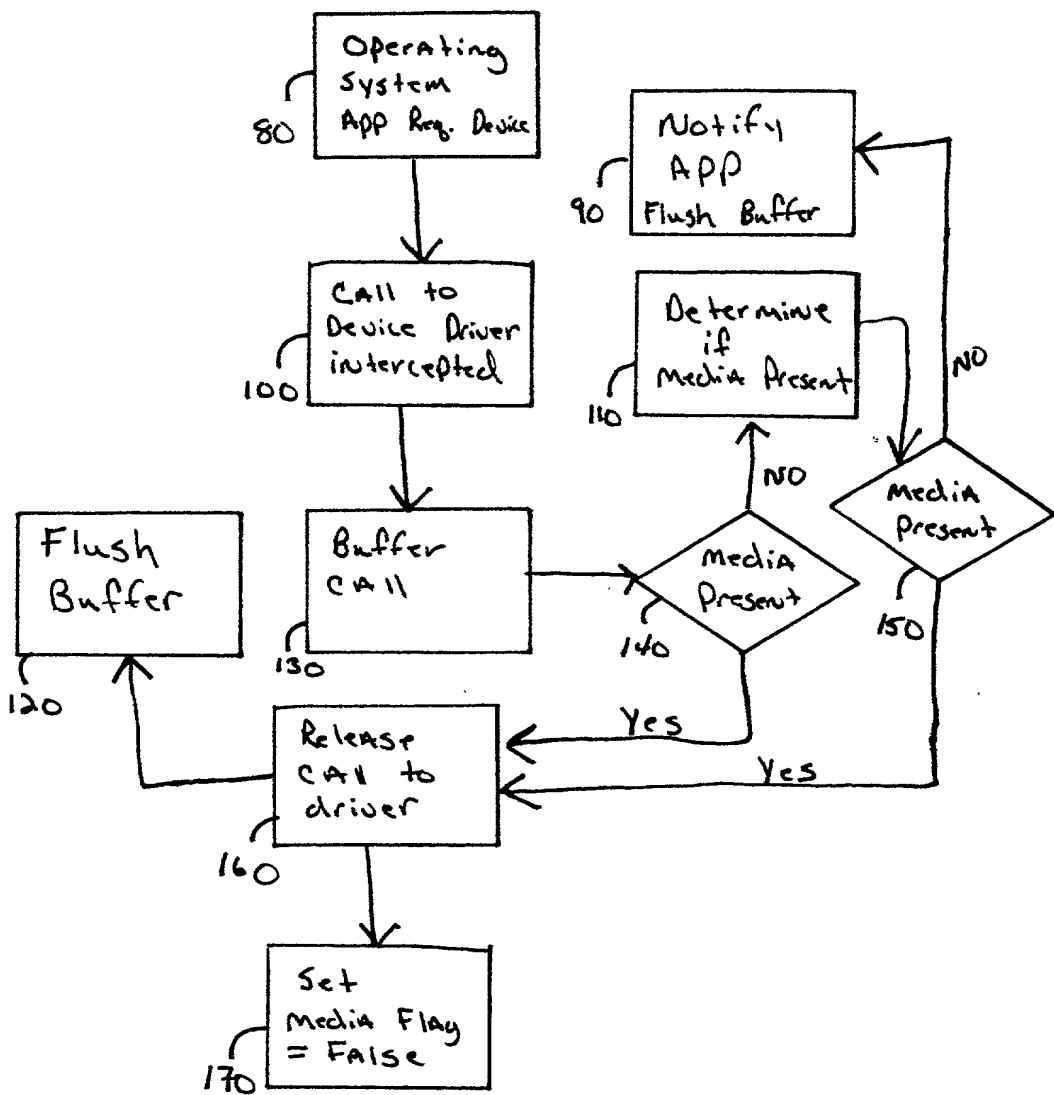 Operating
System
App Req. Device
80
Notify
App
Flush Buffer
90
Call to
Device Driver
intercepted
100
Determine
if
Media Present
110
NO
NO
Media
Present
150
Flush
Buffer
120
Buffer
Call
130
Media
Present
140
Yes
Yes
Release
Call to
driver
160
Set
Media Flag
= False
170